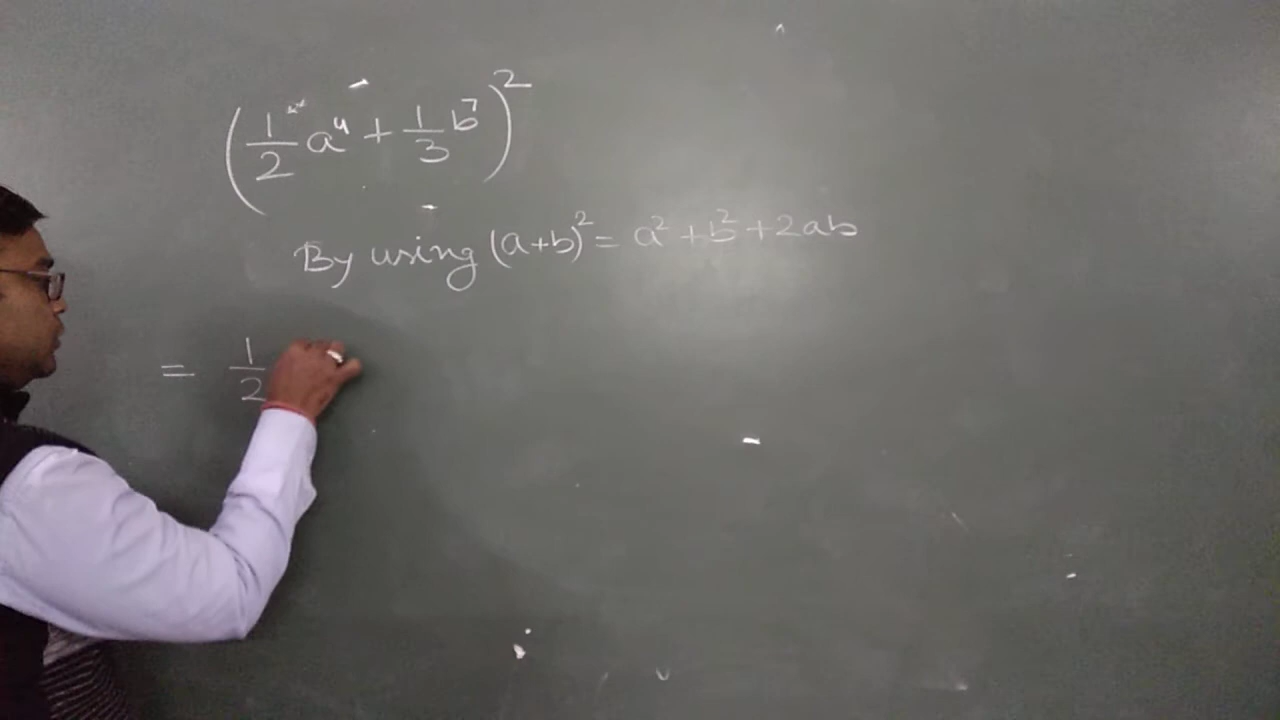 (1/2 a⁴ + 1/3 b⁷)²
By using (a+b)² = a² + b² + 2ab
= 1/2